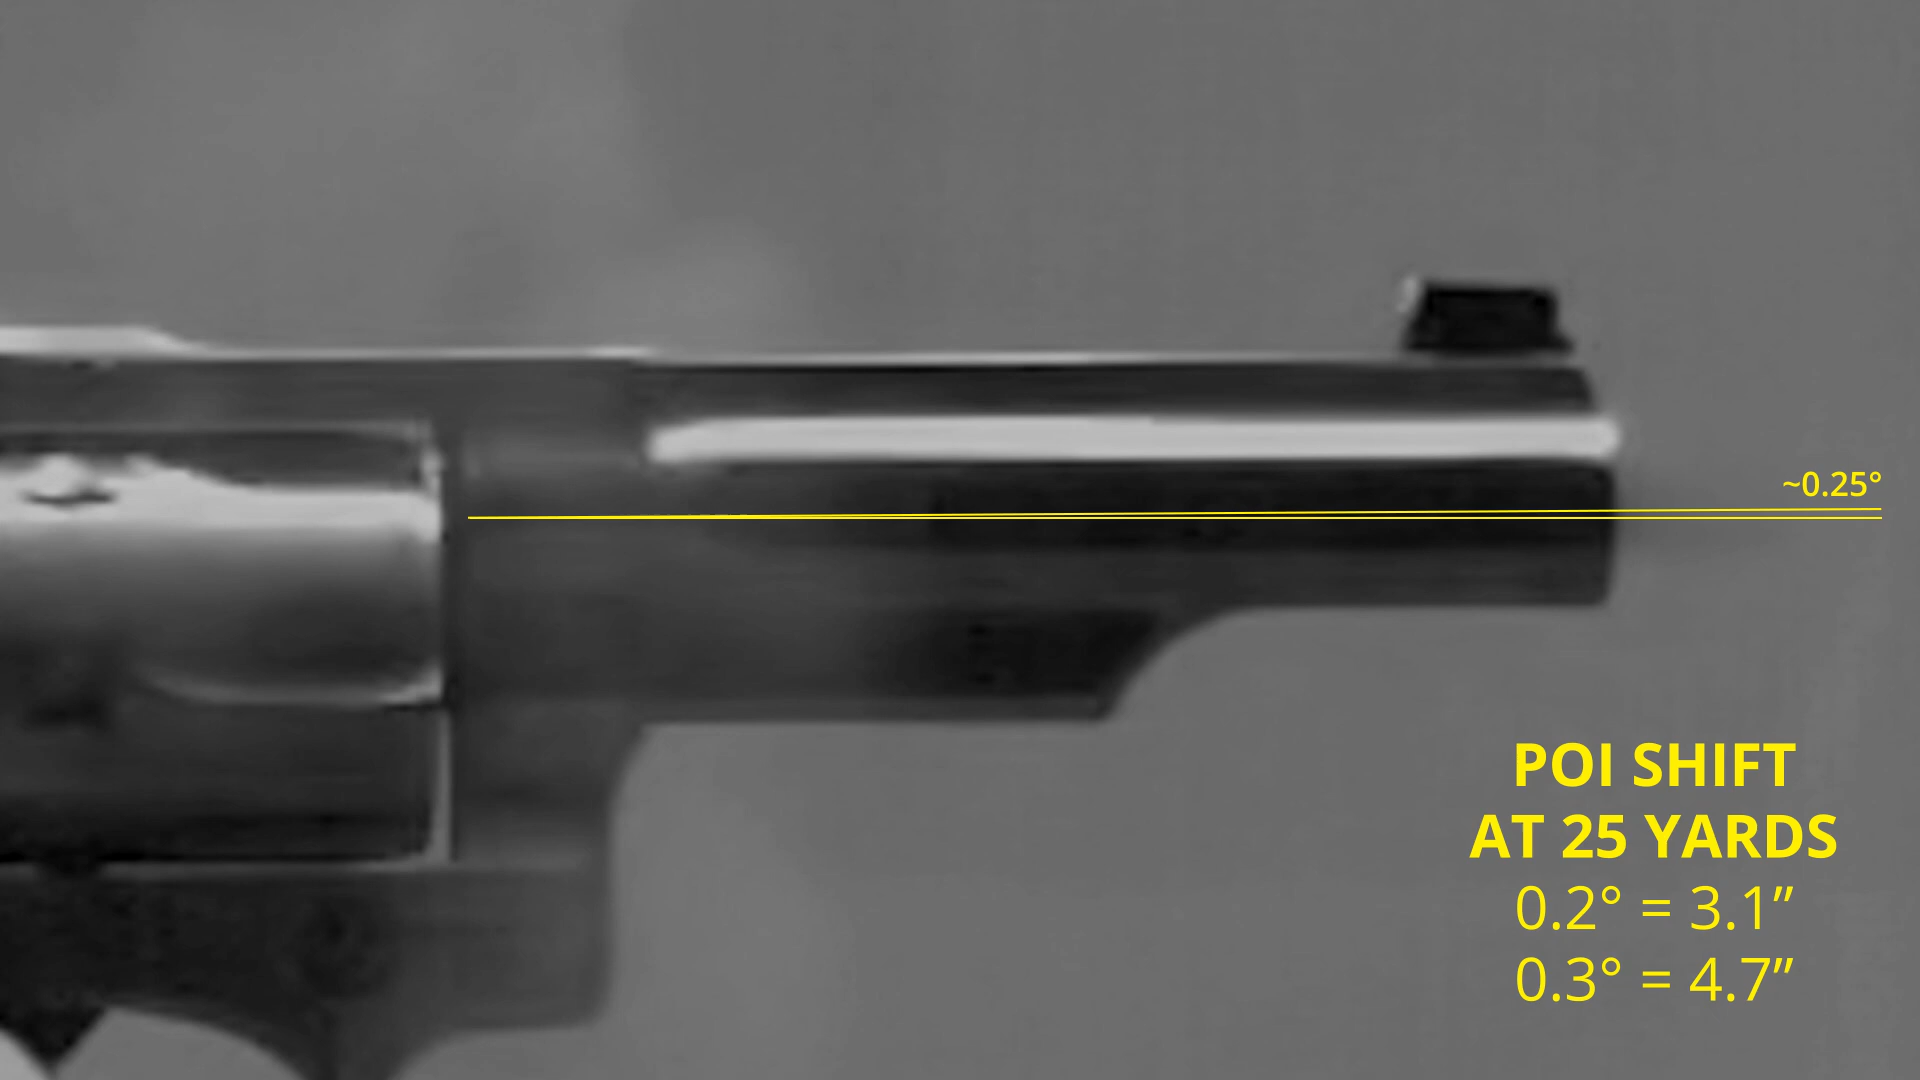 ~0.25°
POI SHIFT
AT 25 YARDS
0.2° = 3.1”
0.3° = 4.7”